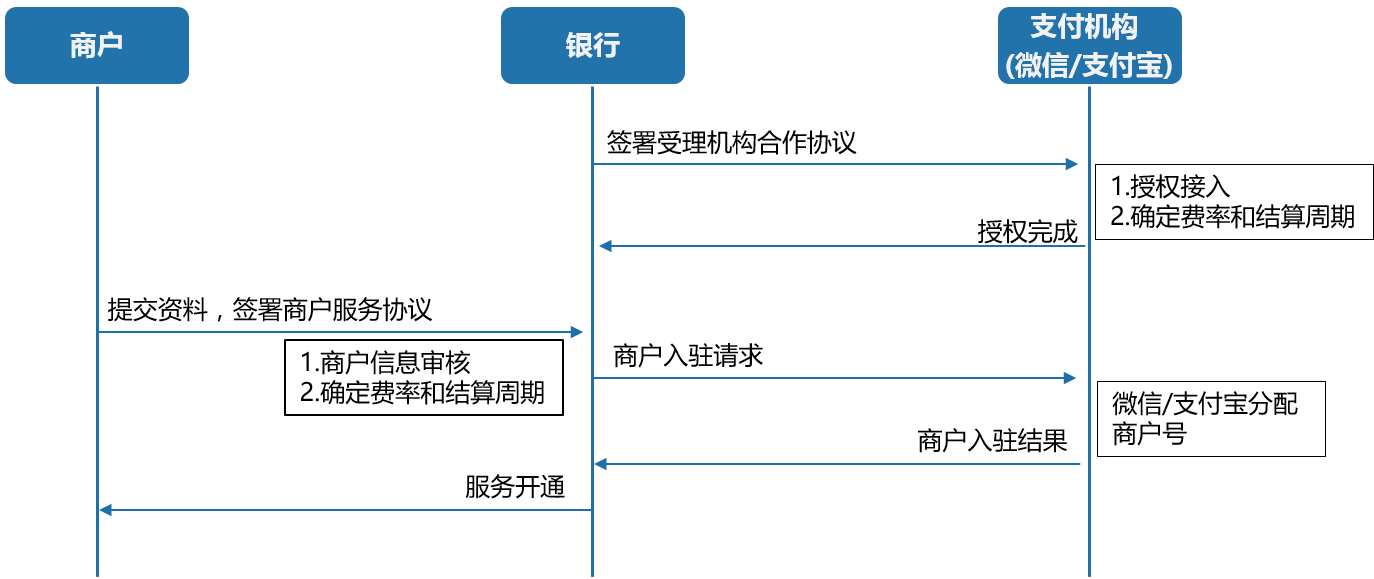 商户
银行
支付机构
(微信/支付宝)
签署受理机构合作协议
1.授权接入
2.确定费率和结算周期
授权完成
提交资料，签署商户服务协议
1.商户信息审核
2.确定费率和结算周期
商户入驻请求
微信/支付宝分配
商户号
商户入驻结果
服务开通